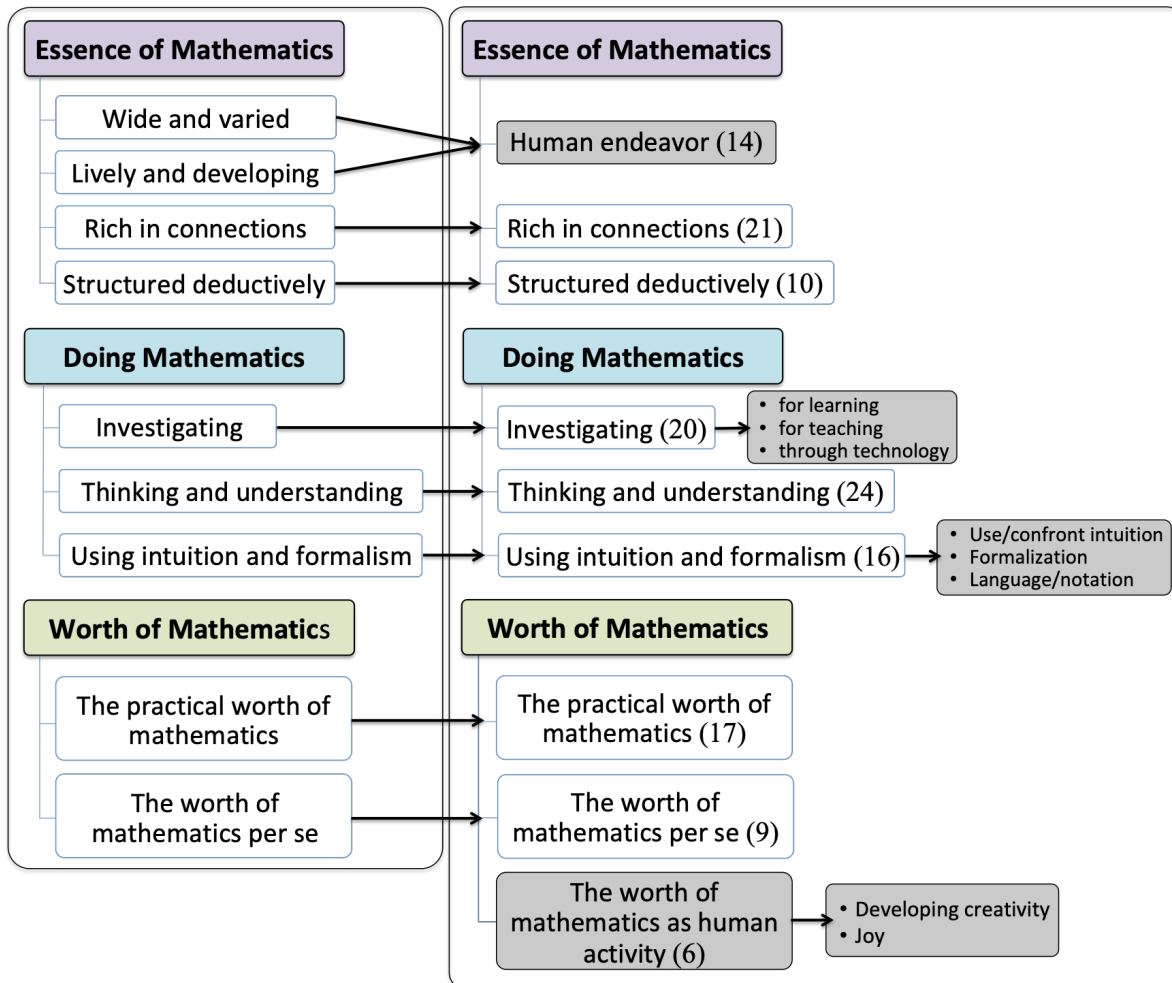 Essence of Mathematics
Wide and varied
Lively and developing
Rich in connections
Structured deductively
Doing Mathematics
Investigating
Thinking and understanding
Using intuition and formalism
Worth of Mathematics
The practical worth of
mathematics
The worth of
mathematics per se
Essence of Mathematics
Human endeavor (14)
Rich in connections (21)
Structured deductively (10)
Doing Mathematics
Investigating (20)
• for learning
• for teaching
• through technology
Thinking and understanding (24)
Using intuition and formalism (16)
• Use/confront intuition
• Formalization
• Language/notation
Worth of Mathematics
The practical worth of
mathematics (17)
The worth of
mathematics per se (9)
The worth of
mathematics as human
activity (6)
• Developing creativity
• Joy